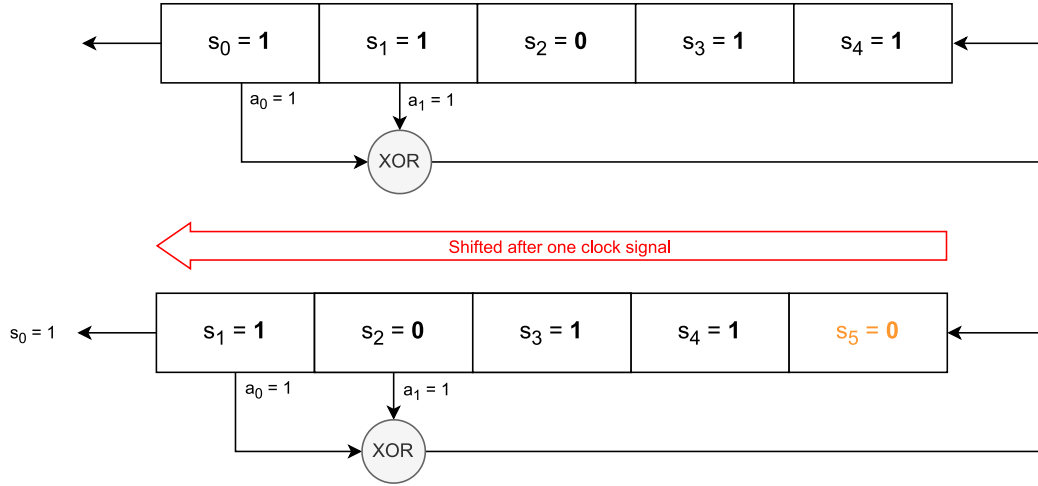 s₀ = 1 s₁ = 1 s₂ = 0 s₃ = 1 s₄ = 1
a₀ = 1 a₁ = 1
XOR
Shifted after one clock signal
s₀ = 1 s₁ = 1 s₂ = 0 s₃ = 1 s₄ = 1 s₅ = 0
a₀ = 1 a₁ = 1
XOR